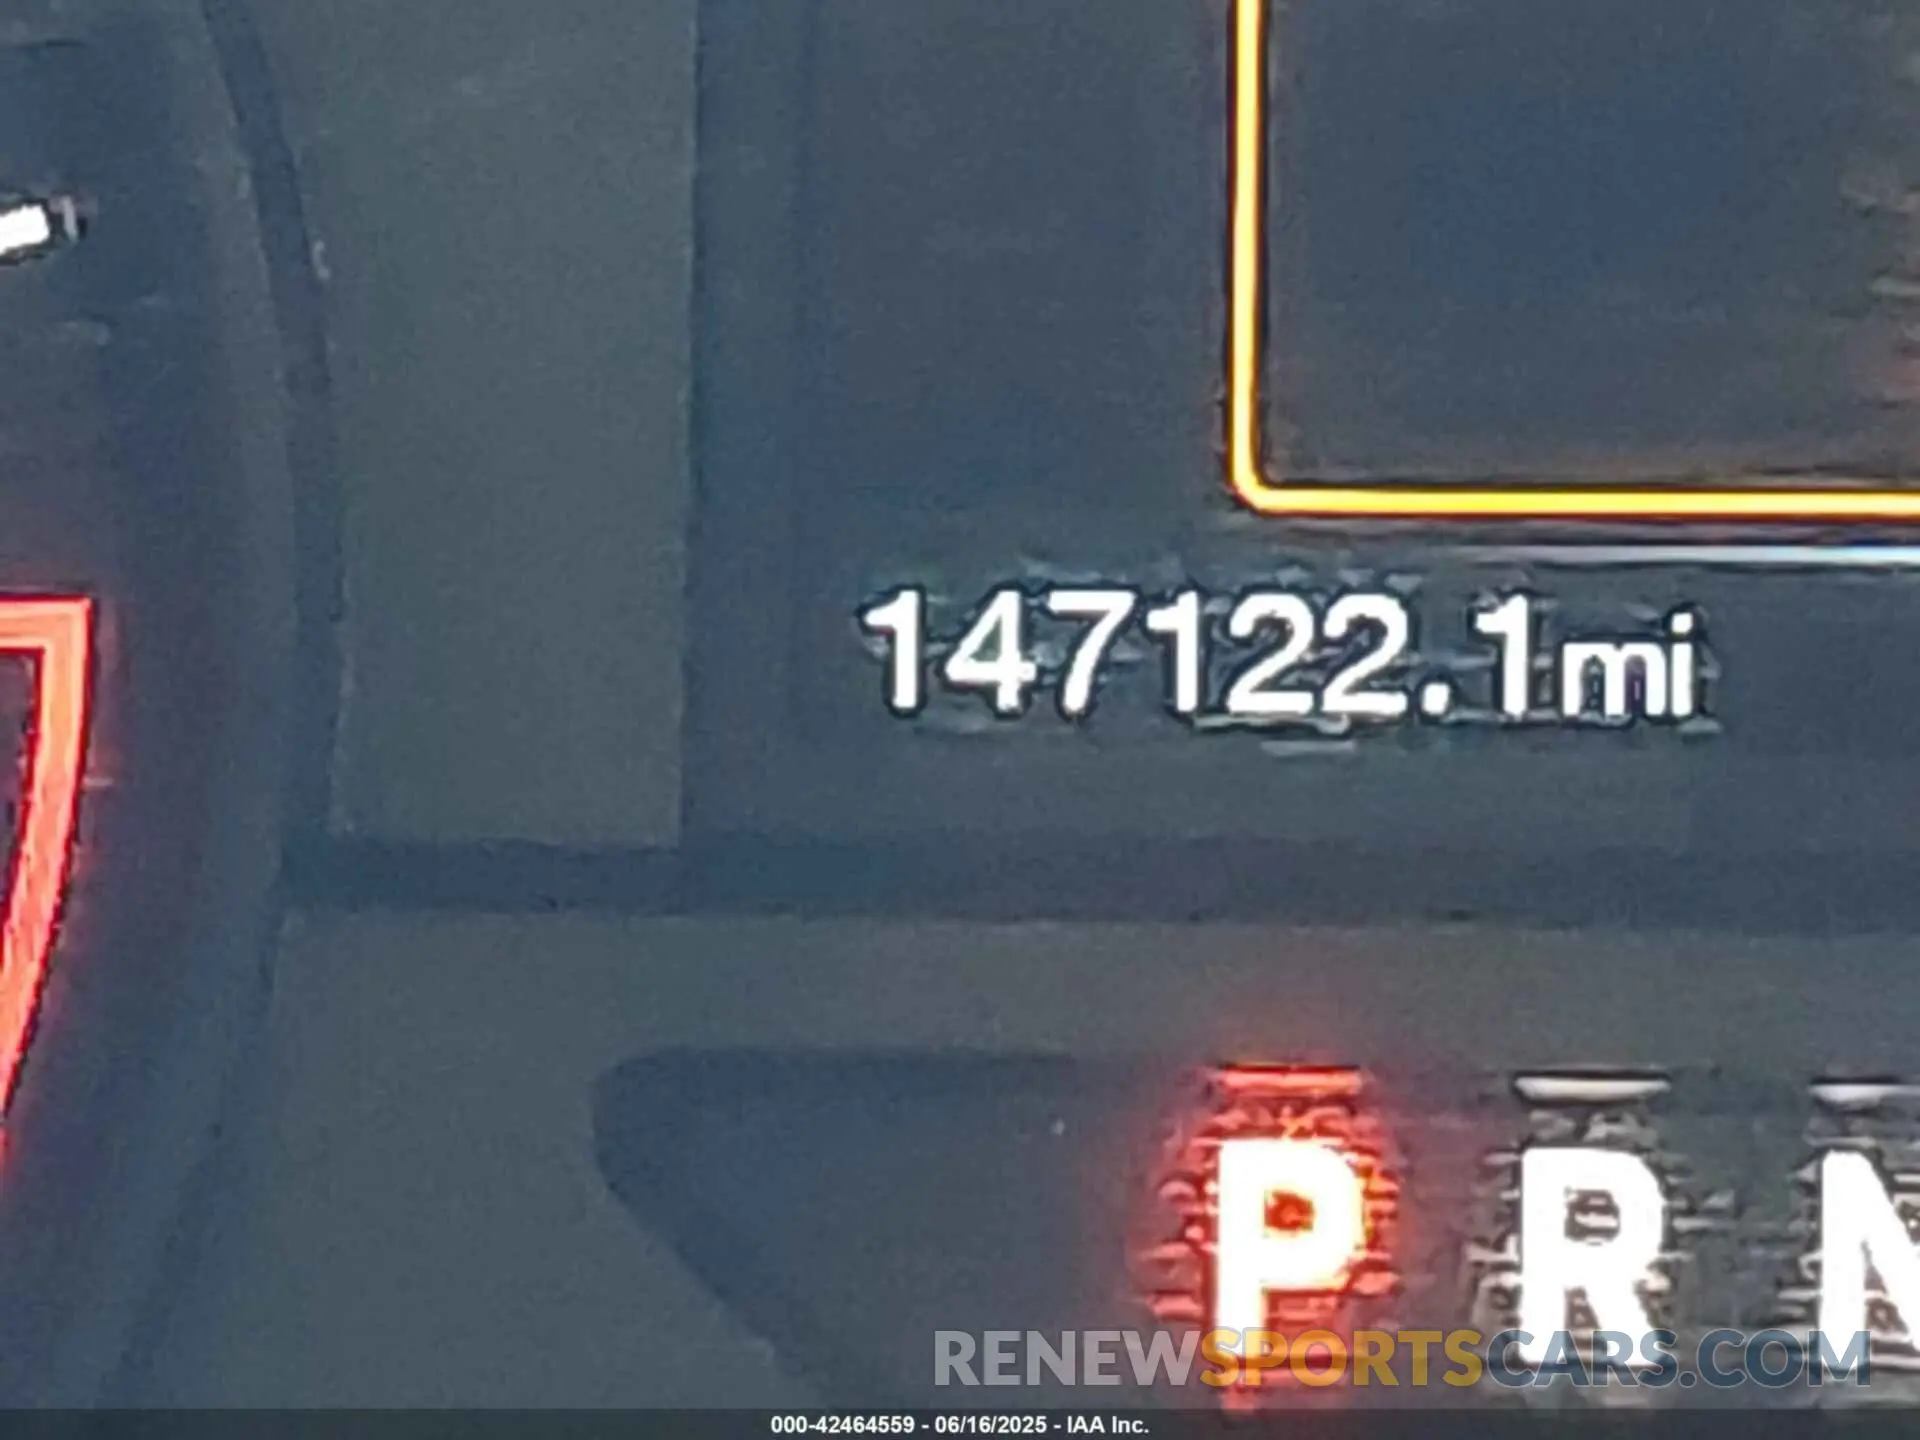 147122.1mi
P R N
RENEWSPORTSCARS.COM
000-42464559 - 06/16/2025 - IAA Inc.